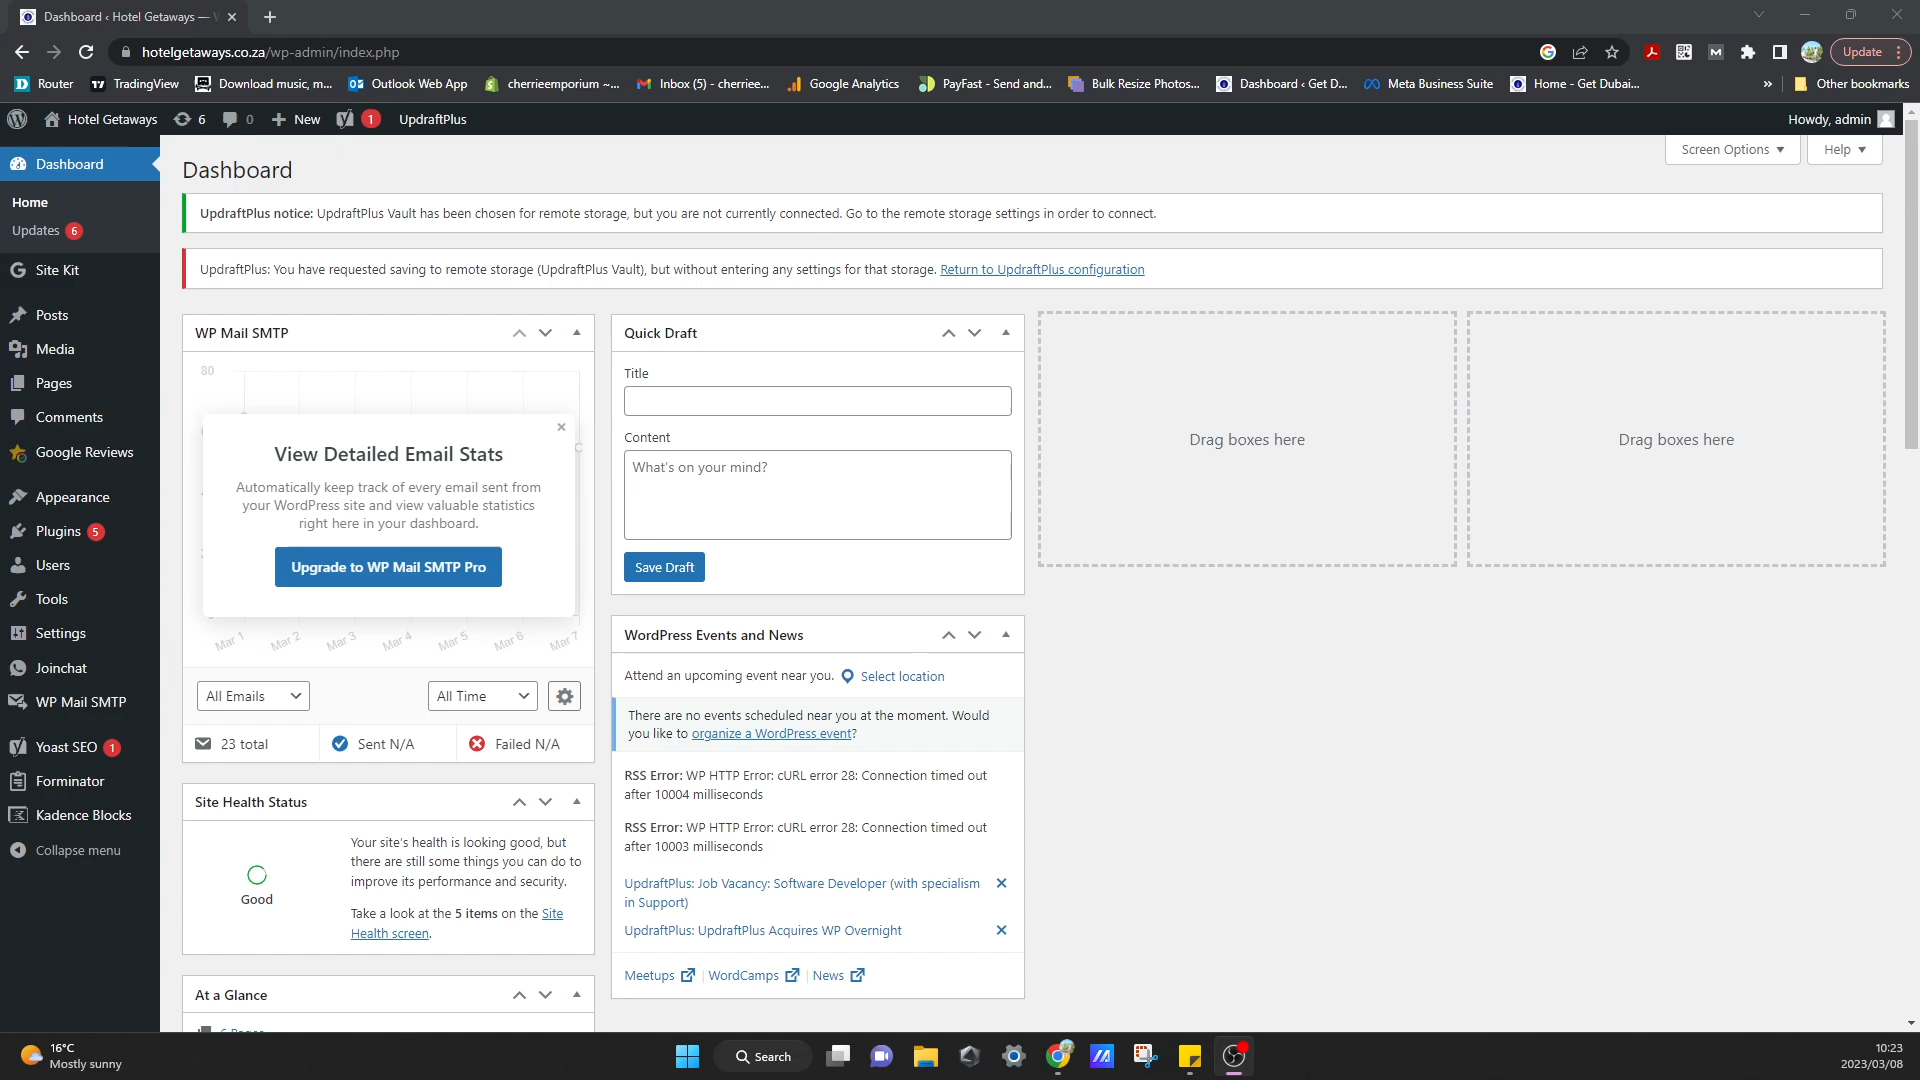 Dashboard ‹ Hotel Getaways —
hotelgetaways.co.za/wp-admin/index.php
Update
Router
TradingView
Download music, m...
Outlook Web App
cherrieemporium ~...
Inbox (5) - cherriee...
Google Analytics
PayFast - Send and...
Bulk Resize Photos...
Dashboard ‹ Get D...
Meta Business Suite
Home - Get Dubai...
»
Other bookmarks
Hotel Getaways
6
0
New
1
UpdraftPlus
Howdy, admin
Dashboard
Home
Updates 6
Site Kit
Posts
Media
Pages
Comments
Google Reviews
Appearance
Plugins 5
Users
Tools
Settings
Joinchat
WP Mail SMTP
Yoast SEO 1
Forminator
Kadence Blocks
Collapse menu
Screen Options
Help
Dashboard
UpdraftPlus notice: UpdraftPlus Vault has been chosen for remote storage, but you are not currently connected. Go to the remote storage settings in order to connect.
UpdraftPlus: You have requested saving to remote storage (UpdraftPlus Vault), but without entering any settings for that storage. Return to UpdraftPlus configuration
WP Mail SMTP
80
View Detailed Email Stats
Automatically keep track of every email sent from
your WordPress site and view valuable statistics
right here in your dashboard.
Upgrade to WP Mail SMTP Pro
Mar 1
Mar 2
Mar 3
Mar 4
Mar 5
Mar 6
Mar 7
All Emails
All Time
23 total
Sent N/A
Failed N/A
Site Health Status
Good
Your site's health is looking good, but
there are still some things you can do to
improve its performance and security.
Take a look at the 5 items on the Site
Health screen.
At a Glance
Quick Draft
Title
Content
What's on your mind?
Save Draft
WordPress Events and News
Attend an upcoming event near you.
Select location
There are no events scheduled near you at the moment. Would
you like to organize a WordPress event?
RSS Error: WP HTTP Error: cURL error 28: Connection timed out
after 10004 milliseconds
RSS Error: WP HTTP Error: cURL error 28: Connection timed out
after 10003 milliseconds
UpdraftPlus: Job Vacancy: Software Developer (with specialism
in Support)
UpdraftPlus: UpdraftPlus Acquires WP Overnight
Meetups
WordCamps
News
Drag boxes here
Drag boxes here
16°C
Mostly sunny
Search
10:23
2023/03/08